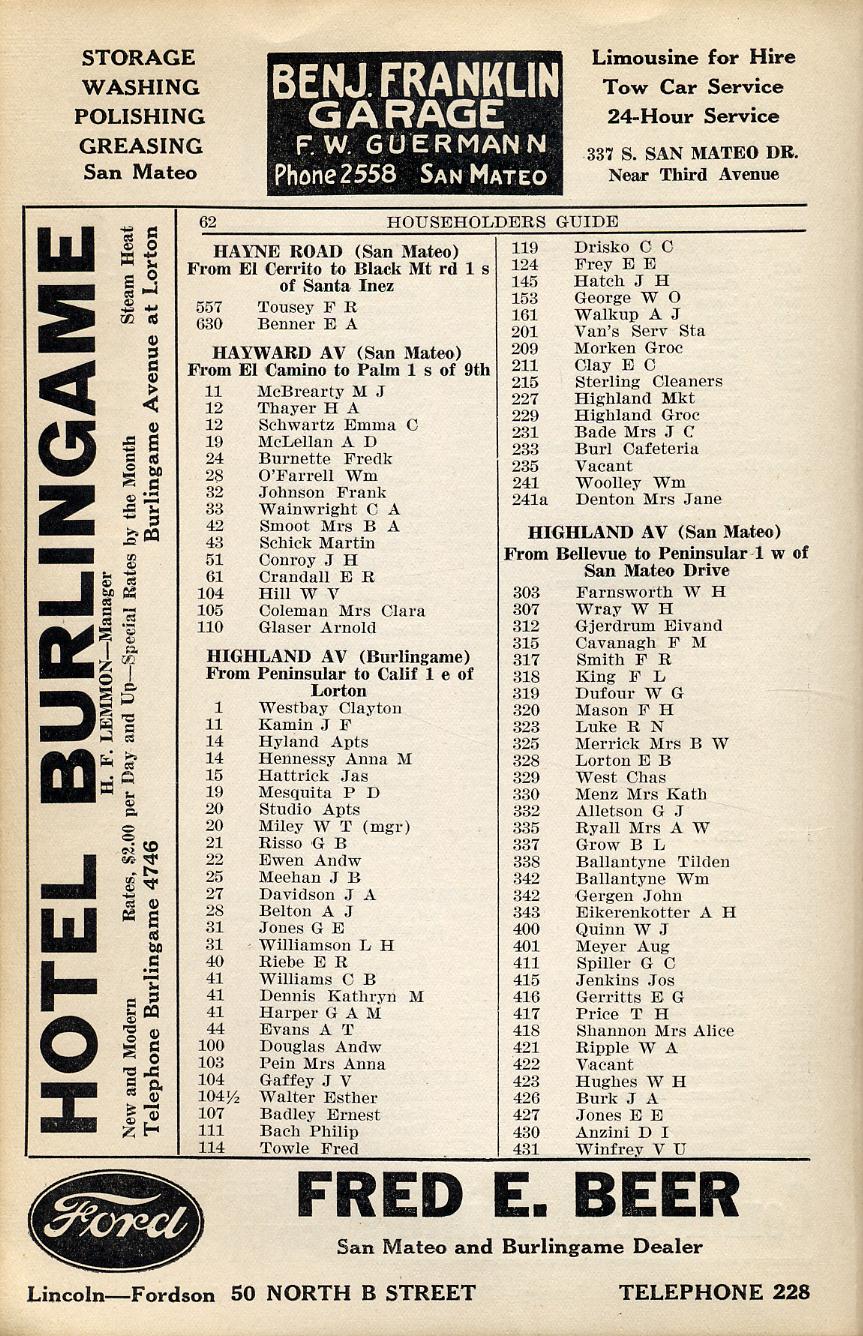 STORAGE
WASHING
POLISHING
GREASING
San Mateo
BENJ. FRANKLIN
GARAGE
F. W. GUERMANN
Phone 2558 SAN MATEO
Limousine for Hire
Tow Car Service
24-Hour Service
337 S. SAN MATEO DR.
Near Third Avenue
HOTEL BURLINGAME
H. F. LEMMON—Manager
New and Modern Rates, $2.00 per Day and Up—Special Rates by the Month Steam Heat
Telephone Burlingame 4746 Burlingame Avenue at Lorton
62 HOUSEHOLDERS GUIDE
HAYNE ROAD (San Mateo)
From El Cerrito to Black Mt rd 1 s
of Santa Inez
557 Tousey F R
630 Benner E A
HAYWARD AV (San Mateo)
From El Camino to Palm 1 s of 9th
11 McBrearty M J
12 Thayer H A
12 Schwartz Emma C
19 McLellan A D
24 Burnette Fredk
28 O'Farrell Wm
32 Johnson Frank
33 Wainwright C A
42 Smoot Mrs B A
43 Schick Martin
51 Conroy J H
61 Crandall E R
104 Hill W V
105 Coleman Mrs Clara
110 Glaser Arnold
HIGHLAND AV (Burlingame)
From Peninsular to Calif 1 e of
Lorton
1 Westbay Clayton
11 Kamin J F
14 Hyland Apts
14 Hennessy Anna M
15 Hattrick Jas
19 Mesquita P D
20 Studio Apts
20 Miley W T (mgr)
21 Risso G B
22 Ewen Andw
25 Meehan J B
27 Davidson J A
28 Belton A J
31 Jones G E
31 Williamson L H
40 Riebe E R
41 Williams C B
41 Dennis Kathryn M
41 Harper G A M
44 Evans A T
100 Douglas Andw
103 Pein Mrs Anna
104 Gaffey J V
104½ Walter Esther
107 Badley Ernest
111 Bach Philip
114 Towle Fred
119 Drisko C C
124 Frey E E
145 Hatch J H
153 George W O
161 Walkup A J
201 Van's Serv Sta
209 Morken Groc
211 Clay E C
215 Sterling Cleaners
227 Highland Mkt
229 Highland Groc
231 Bade Mrs J C
233 Burl Cafeteria
235 Vacant
241 Woolley Wm
241a Denton Mrs Jane
HIGHLAND AV (San Mateo)
From Bellevue to Peninsular 1 w of
San Mateo Drive
303 Farnsworth W H
307 Wray W H
312 Gjerdrum Eivand
315 Cavanagh F M
317 Smith F R
318 King F L
319 Dufour W G
320 Mason F H
323 Luke R N
325 Merrick Mrs B W
328 Lorton E B
329 West Chas
330 Menz Mrs Kath
332 Alletson G J
335 Ryall Mrs A W
337 Grow B L
338 Ballantyne Tilden
342 Ballantyne Wm
342 Gergen John
343 Eikerenkotter A H
400 Quinn W J
401 Meyer Aug
411 Spiller G C
415 Jenkins Jos
416 Gerritts E G
417 Price T H
418 Shannon Mrs Alice
421 Ripple W A
422 Vacant
423 Hughes W H
426 Burk J A
427 Jones E E
430 Anzini D I
431 Winfrey V U
Ford
FRED E. BEER
San Mateo and Burlingame Dealer
Lincoln—Fordson 50 NORTH B STREET TELEPHONE 228